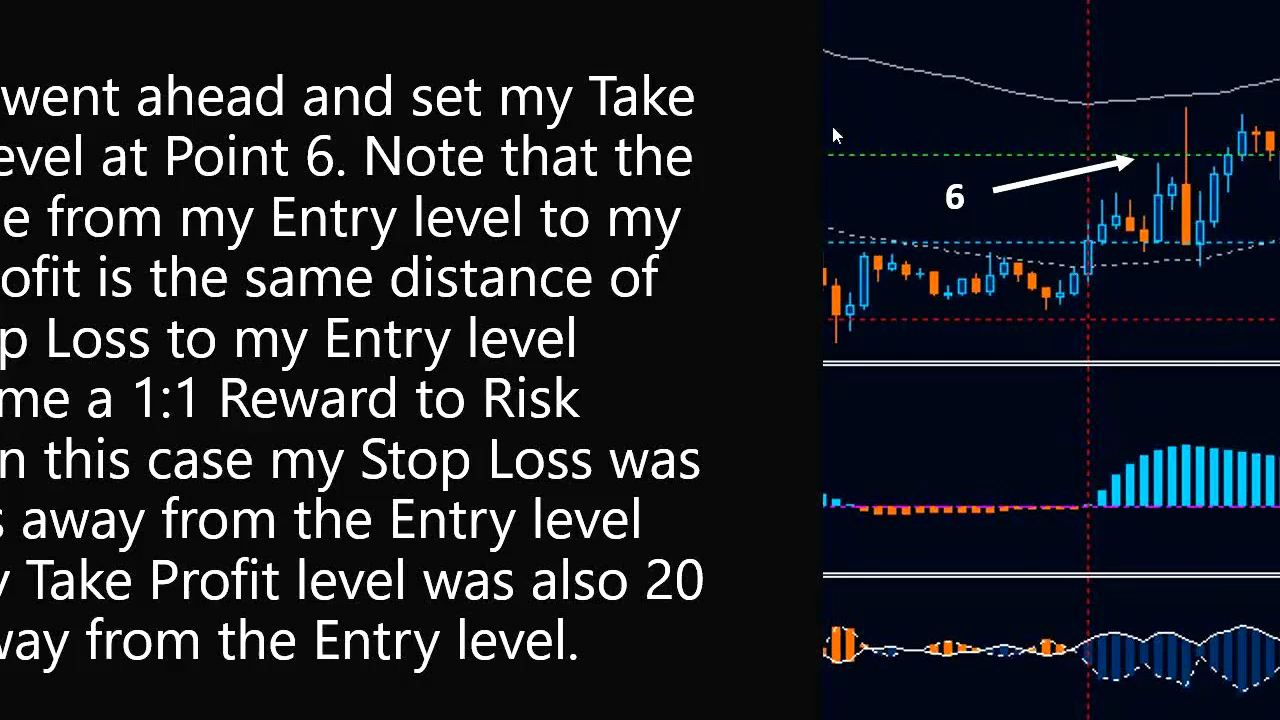 went ahead and set my Take
evel at Point 6. Note that the
e from my Entry level to my
ofit is the same distance of
p Loss to my Entry level
me a 1:1 Reward to Risk
n this case my Stop Loss was
s away from the Entry level
y Take Profit level was also 20
way from the Entry level.
6